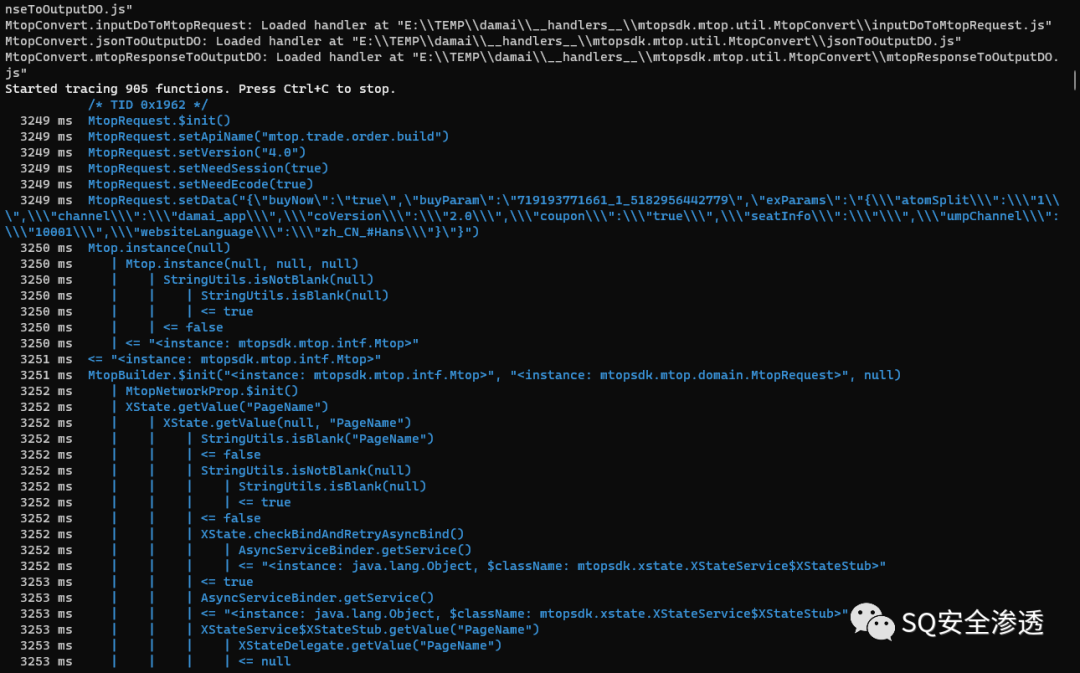 nseToOutputDO.js"
MtopConvert.inputDoToMtopRequest: Loaded handler at "E:\\TEMP\\damai\\__handlers__\\mtopsdk.mtop.util.MtopConvert\\inputDoToMtopRequest.js"
MtopConvert.jsonToOutputDO: Loaded handler at "E:\\TEMP\\damai\\__handlers__\\mtopsdk.mtop.util.MtopConvert\\jsonToOutputDO.js"
MtopConvert.mtopResponseToOutputDO: Loaded handler at "E:\\TEMP\\damai\\__handlers__\\mtopsdk.mtop.util.MtopConvert\\mtopResponseToOutputDO.
js"
Started tracing 905 functions. Press Ctrl+C to stop.
/* TID 0x1962 */
3249 ms  MtopRequest.$init()
3249 ms  MtopRequest.setApiName("mtop.trade.order.build")
3249 ms  MtopRequest.setVersion("4.0")
3249 ms  MtopRequest.setNeedSession(true)
3249 ms  MtopRequest.setNeedEcode(true)
3249 ms  MtopRequest.setData("{\"buyNow\":\"true\",\"buyParam\":\"719193771661_1_5182956442779\",\"exParams\":\"{\\\"atomSplit\\\":\\\"1\\
\",\\\"channel\\\":\\\"damai_app\\\",\\\"coVersion\\\":\\\"2.0\\\",\\\"coupon\\\":\\\"true\\\",\\\"seatInfo\\\":\\\"\\\",\\\"umpChannel\\\":
\\\"10001\\\",\\\"websiteLanguage\\\":\\\"zh_CN_#Hans\\\"}\"}")
3250 ms  Mtop.instance(null)
3250 ms     | Mtop.instance(null, null, null)
3250 ms     |    | StringUtils.isNotBlank(null)
3250 ms     |    |    | StringUtils.isBlank(null)
3250 ms     |    |    | <= true
3250 ms     |    | <= false
3250 ms     | <= "<instance: mtopsdk.mtop.intf.Mtop>"
3251 ms  <= "<instance: mtopsdk.mtop.intf.Mtop>"
3251 ms  MtopBuilder.$init("<instance: mtopsdk.mtop.intf.Mtop>", "<instance: mtopsdk.mtop.domain.MtopRequest>", null)
3252 ms     | MtopNetworkProp.$init()
3252 ms     | XState.getValue("PageName")
3252 ms     |    | XState.getValue(null, "PageName")
3252 ms     |    |    | StringUtils.isBlank("PageName")
3252 ms     |    |    | <= false
3252 ms     |    |    | StringUtils.isNotBlank(null)
3252 ms     |    |    |    | StringUtils.isBlank(null)
3252 ms     |    |    |    | <= true
3252 ms     |    |    | <= false
3252 ms     |    |    | XState.checkBindAndRetryAsyncBind()
3252 ms     |    |    |    | AsyncServiceBinder.getService()
3252 ms     |    |    |    | <= "<instance: java.lang.Object, $className: mtopsdk.xstate.XStateService$XStateStub>"
3253 ms     |    |    | <= true
3253 ms     |    |    | AsyncServiceBinder.getService()
3253 ms     |    |    | <= "<instance: java.lang.Object, $className: mtopsdk.xstate.XStateService$XStateStub>"
3253 ms     |    |    | XStateService$XStateStub.getValue("PageName")
3253 ms     |    |    |    | XStateDelegate.getValue("PageName")
3253 ms     |    |    |    | <= null
SQ安全渗透